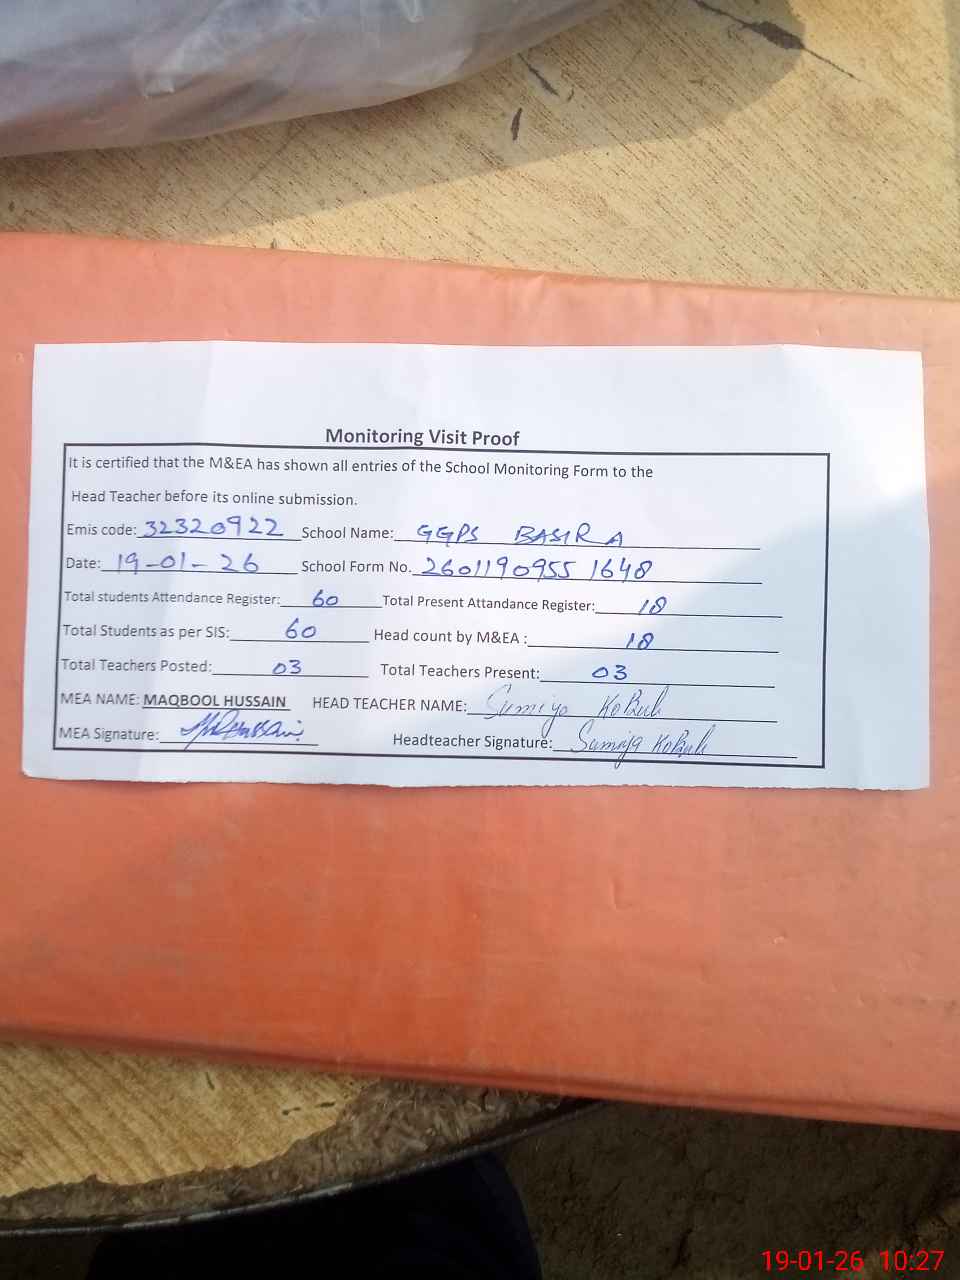 Monitoring Visit Proof
It is certified that the M&EA has shown all entries of the School Monitoring Form to the
Head Teacher before its online submission.
Emis code: 32320922 School Name: GGPS BASIRA
Date: 19-01-26 School Form No. 2601190955 1648
Total students Attendance Register: 60 Total Present Attandance Register: 18
Total Students as per SIS: 60 Head count by M&EA : 18
Total Teachers Posted: 03 Total Teachers Present: 03
MEA NAME: MAQBOOL HUSSAIN HEAD TEACHER NAME: Sumiya
MEA Signature: Headteacher Signature: Sumiya
19-01-26 10:27